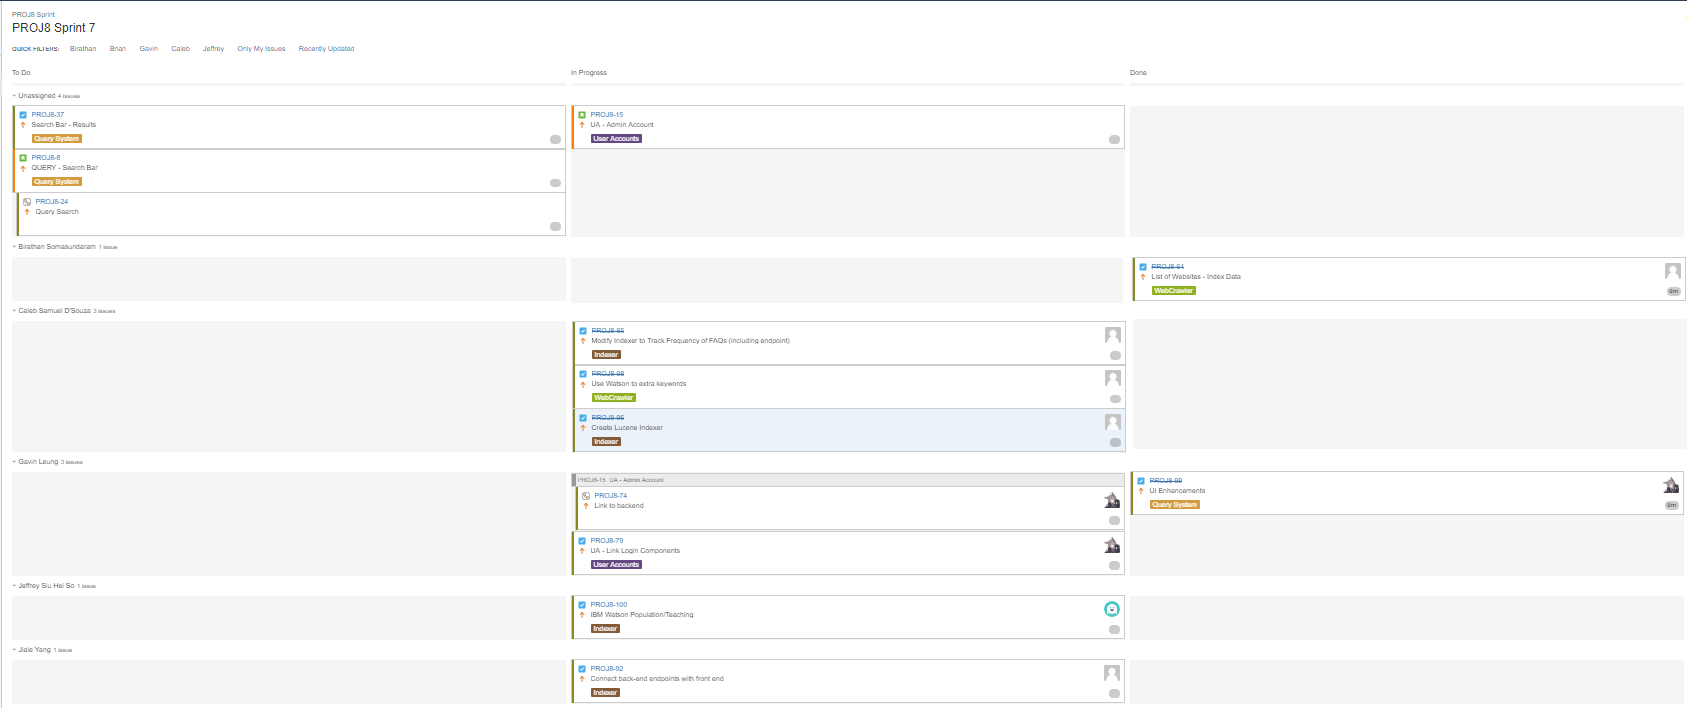 PROJ8 Sprint
PROJ8 Sprint 7
QUICK FILTERS: Birathan Brian Gavin Caleb Jeffrey Only My Issues Recently Updated
To Do In Progress Done
Unassigned 4 issues
PROJ8-37
Search Bar - Results
Query System
PROJ8-8
QUERY - Search Bar
Query System
PROJ8-24
Query Search
PROJ8-15
UA - Admin Account
User Accounts
Birathan Somasundaram 1 issue
PROJ8-51
List of Websites - Index Data
WebCrawler
0m
Caleb Samuel D'Souza 3 issues
PROJ8-85
Modify Indexer to Track Frequency of FAQs (including endpoint)
Indexer
PROJ8-98
Use Watson to extra keywords
WebCrawler
PROJ8-96
Create Lucene Indexer
Indexer
Gavin Leung 3 issues
PROJ8-15 UA - Admin Account
PROJ8-74
Link to backend
PROJ8-79
UA - Link Login Components
User Accounts
PROJ8-99
UI Enhancements
Query System
0m
Jeffrey Siu Hei So 1 issue
PROJ8-100
IBM Watson Population/Teaching
Indexer
Jiale Yang 1 issue
PROJ8-92
Connect back-end endpoints with front end
Indexer